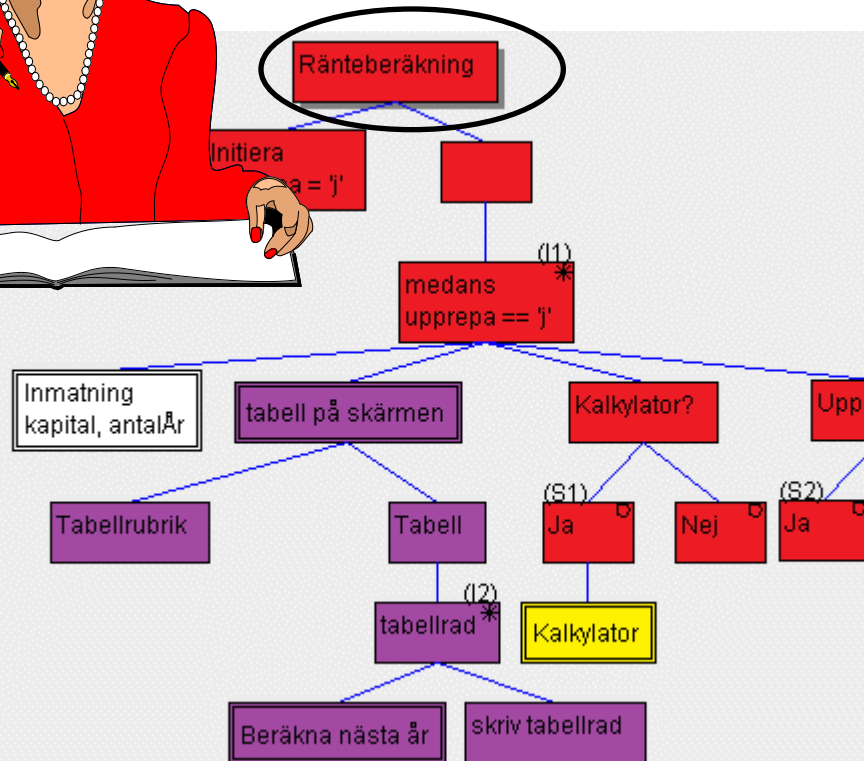 Ränteberäkning
Initiera
a = 'j'
(I1)
*
medans
upprepa == 'j'
Inmatning
kapital, antalÅr
tabell på skärmen
Kalkylator?
Upp
(S1)
(S2)
Tabellrubrik
Tabell
Ja
Nej
Ja
(I2)
*
tabellrad
Kalkylator
Beräkna nästa år
skriv tabellrad